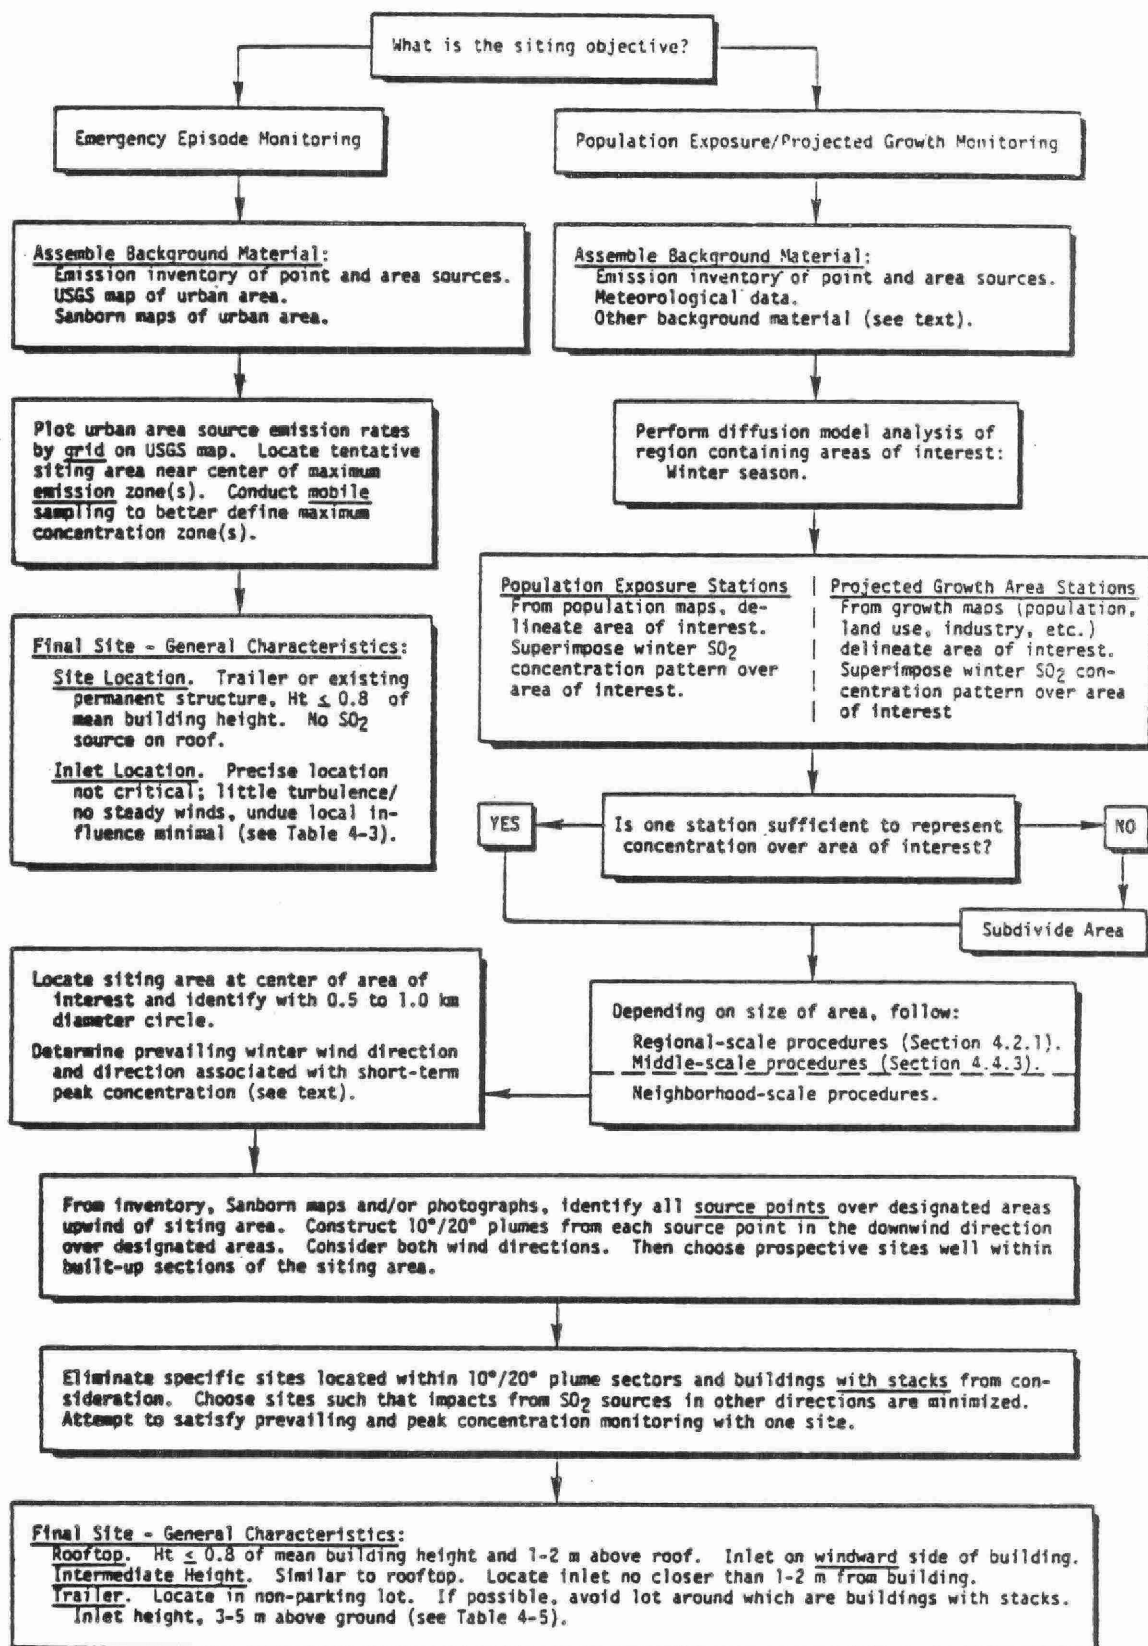 What is the siting objective?
Emergency Episode Monitoring
Population Exposure/Projected Growth Monitoring
Assemble Background Material:
Emission inventory of point and area sources.
USGS map of urban area.
Sanborn maps of urban area.
Assemble Background Material:
Emission inventory of point and area sources.
Meteorological data.
Other background material (see text).
Plot urban area source emission rates
by grid on USGS map. Locate tentative
siting area near center of maximum
emission zone(s). Conduct mobile
sampling to better define maximum
concentration zone(s).
Perform diffusion model analysis of
region containing areas of interest:
Winter season.
Population Exposure Stations
From population maps, de-
lineate area of interest.
Superimpose winter SO2
concentration pattern over
area of interest.
Projected Growth Area Stations
From growth maps (population,
land use, industry, etc.)
delineate area of interest.
Superimpose winter SO2 con-
centration pattern over area
of interest
Final Site - General Characteristics:
Site Location. Trailer or existing
permanent structure, Ht ≤ 0.8 of
mean building height. No SO2
source on roof.
Inlet Location. Precise location
not critical; little turbulence/
no steady winds, undue local in-
fluence minimal (see Table 4-3).
YES
Is one station sufficient to represent
concentration over area of interest?
NO
Subdivide Area
Locate siting area at center of area of
interest and identify with 0.5 to 1.0 km
diameter circle.
Determine prevailing winter wind direction
and direction associated with short-term
peak concentration (see text).
Depending on size of area, follow:
Regional-scale procedures (Section 4.2.1).
Middle-scale procedures (Section 4.4.3).
Neighborhood-scale procedures.
From inventory, Sanborn maps and/or photographs, identify all source points over designated areas
upwind of siting area. Construct 10°/20° plumes from each source point in the downwind direction
over designated areas. Consider both wind directions. Then choose prospective sites well within
built-up sections of the siting area.
Eliminate specific sites located within 10°/20° plume sectors and buildings with stacks from con-
sideration. Choose sites such that impacts from SO2 sources in other directions are minimized.
Attempt to satisfy prevailing and peak concentration monitoring with one site.
Final Site - General Characteristics:
Rooftop. Ht ≤ 0.8 of mean building height and 1-2 m above roof. Inlet on windward side of building.
Intermediate Height. Similar to rooftop. Locate inlet no closer than 1-2 m from building.
Trailer. Locate in non-parking lot. If possible, avoid lot around which are buildings with stacks.
Inlet height, 3-5 m above ground (see Table 4-5).